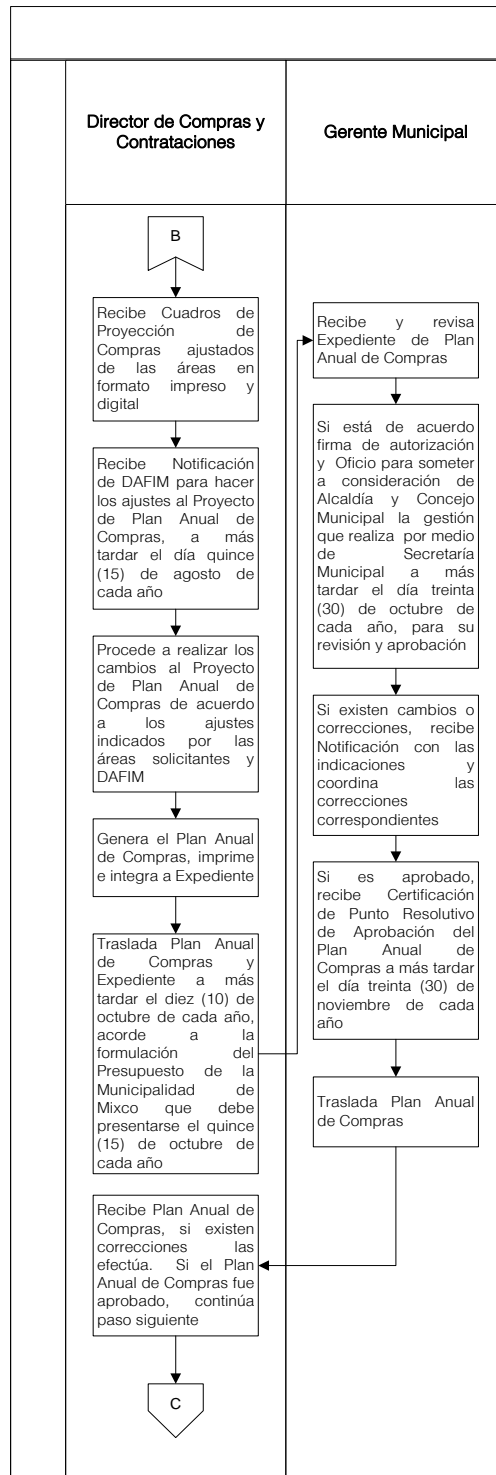 Director de Compras y
Contrataciones
Gerente Municipal
B
Recibe Cuadros de
Proyección de
Compras ajustados
de las áreas en
formato impreso y
digital
Recibe Notificación
de DAFIM para hacer
los ajustes al Proyecto
de Plan Anual de
Compras, a más
tardar el día quince
(15) de agosto de
cada año
Procede a realizar los
cambios al Proyecto
de Plan Anual de
Compras de acuerdo
a los ajustes
indicados por las
áreas solicitantes y
DAFIM
Genera el Plan Anual
de Compras, imprime
e integra a Expediente
Traslada Plan Anual
de Compras y
Expediente a más
tardar el diez (10) de
octubre de cada año,
acorde a la
formulación del
Presupuesto de la
Municipalidad de
Mixco que debe
presentarse el quince
(15) de octubre de
cada año
Recibe y revisa
Expediente de Plan
Anual de Compras
Si está de acuerdo
firma de autorización
y Oficio para someter
a consideración de
Alcaldía y Concejo
Municipal la gestión
que realiza por medio
de Secretaría
Municipal a más
tardar el día treinta
(30) de octubre de
cada año, para su
revisión y aprobación
Si existen cambios o
correcciones, recibe
Notificación con las
indicaciones y
coordina las
correcciones
correspondientes
Si es aprobado,
recibe Certificación
de Punto Resolutivo
de Aprobación del
Plan Anual de
Compras a más tardar
el día treinta (30) de
noviembre de cada
año
Traslada Plan Anual
de Compras
Recibe Plan Anual de
Compras, si existen
correcciones las
efectúa. Si el Plan
Anual de Compras fue
aprobado, continúa
paso siguiente
C